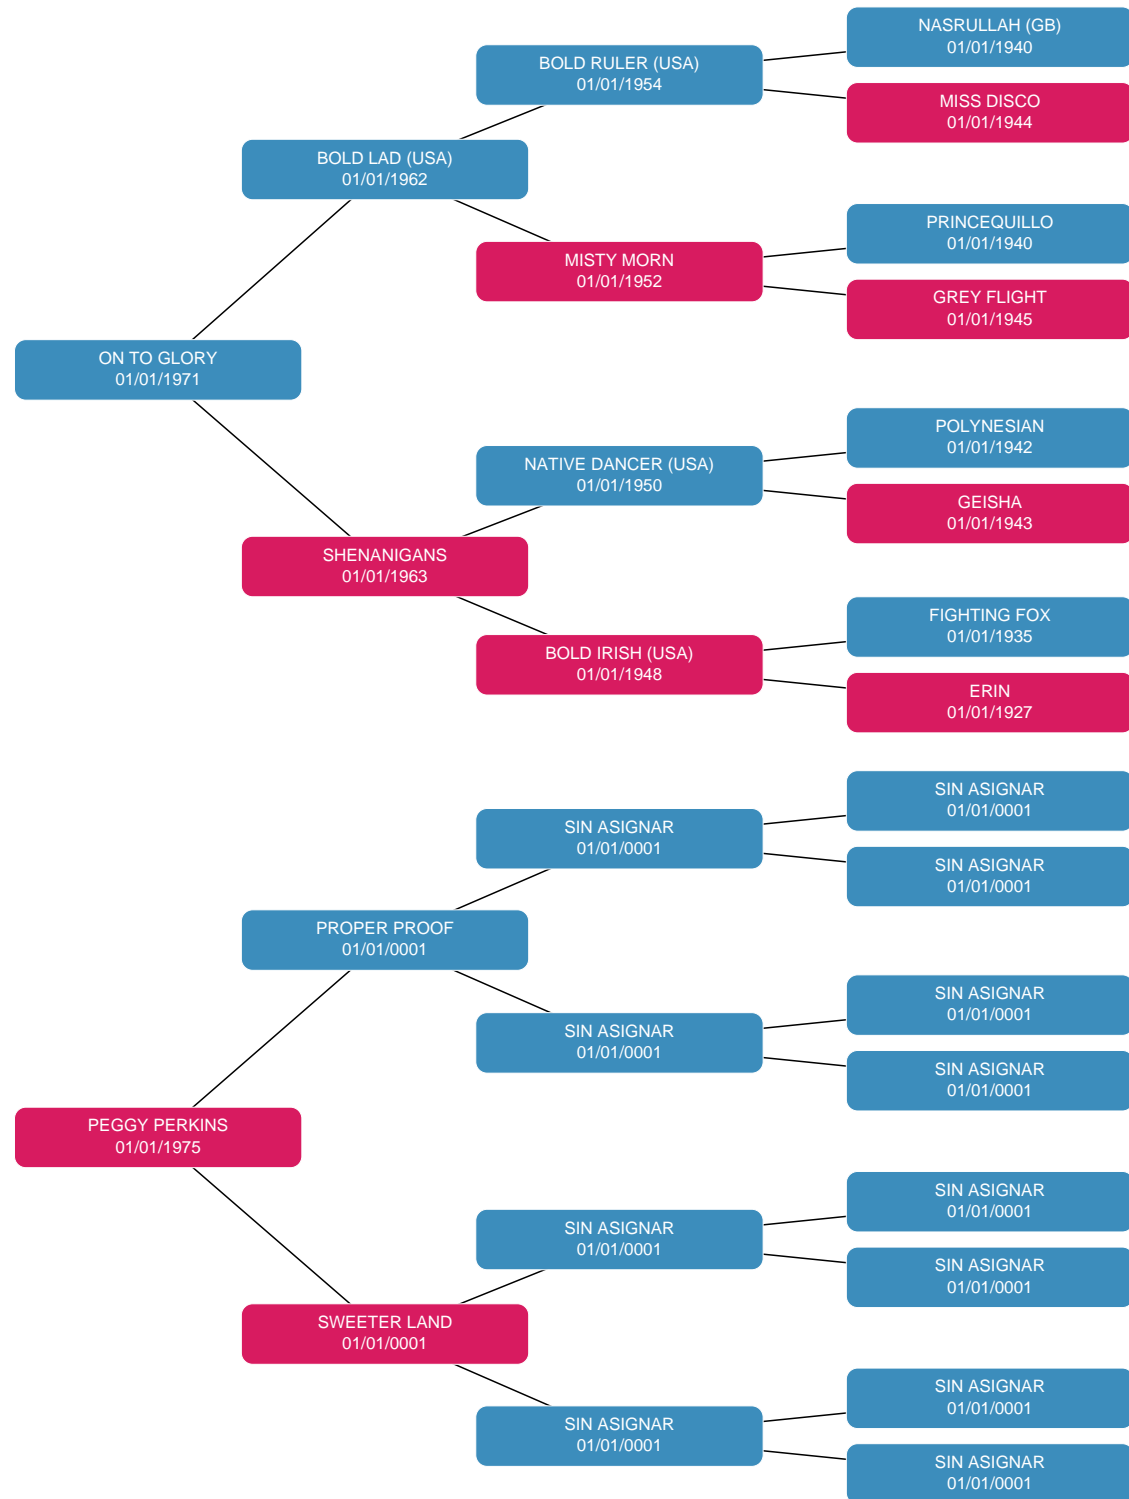 NASRULLAH (GB)
01/01/1940
BOLD RULER (USA)
01/01/1954
MISS DISCO
01/01/1944
BOLD LAD (USA)
01/01/1962
PRINCEQUILLO
01/01/1940
MISTY MORN
01/01/1952
GREY FLIGHT
01/01/1945
ON TO GLORY
01/01/1971
POLYNESIAN
01/01/1942
NATIVE DANCER (USA)
01/01/1950
GEISHA
01/01/1943
SHENANIGANS
01/01/1963
FIGHTING FOX
01/01/1935
BOLD IRISH (USA)
01/01/1948
ERIN
01/01/1927
SIN ASIGNAR
01/01/0001
SIN ASIGNAR
01/01/0001
SIN ASIGNAR
01/01/0001
PROPER PROOF
01/01/0001
SIN ASIGNAR
01/01/0001
SIN ASIGNAR
01/01/0001
SIN ASIGNAR
01/01/0001
PEGGY PERKINS
01/01/1975
SIN ASIGNAR
01/01/0001
SIN ASIGNAR
01/01/0001
SIN ASIGNAR
01/01/0001
SWEETER LAND
01/01/0001
SIN ASIGNAR
01/01/0001
SIN ASIGNAR
01/01/0001
SIN ASIGNAR
01/01/0001